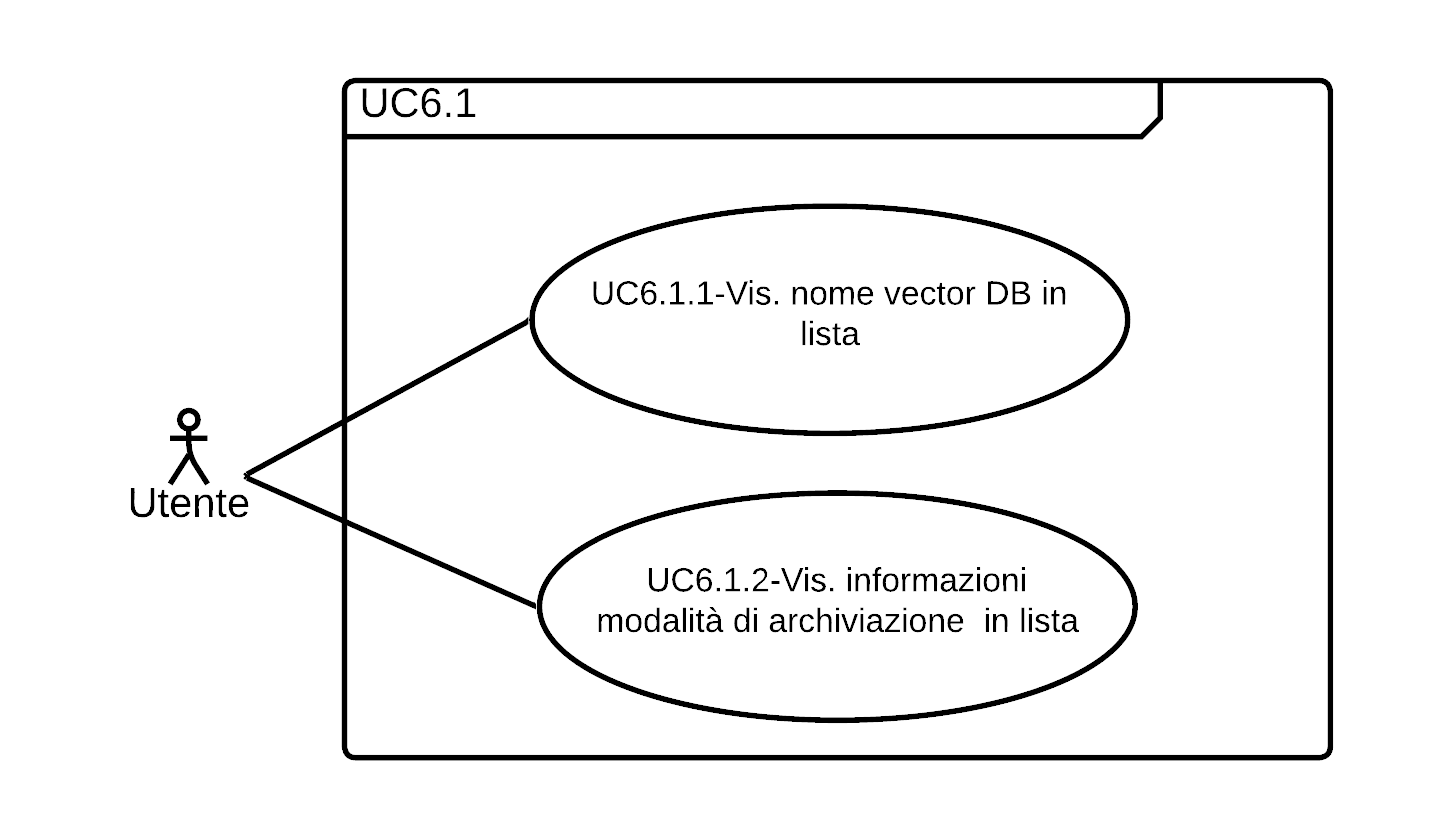 UC6.1
UC6.1.1-Vis. nome vector DB in
lista
Utente
UC6.1.2-Vis. informazioni
modalità di archiviazione  in lista